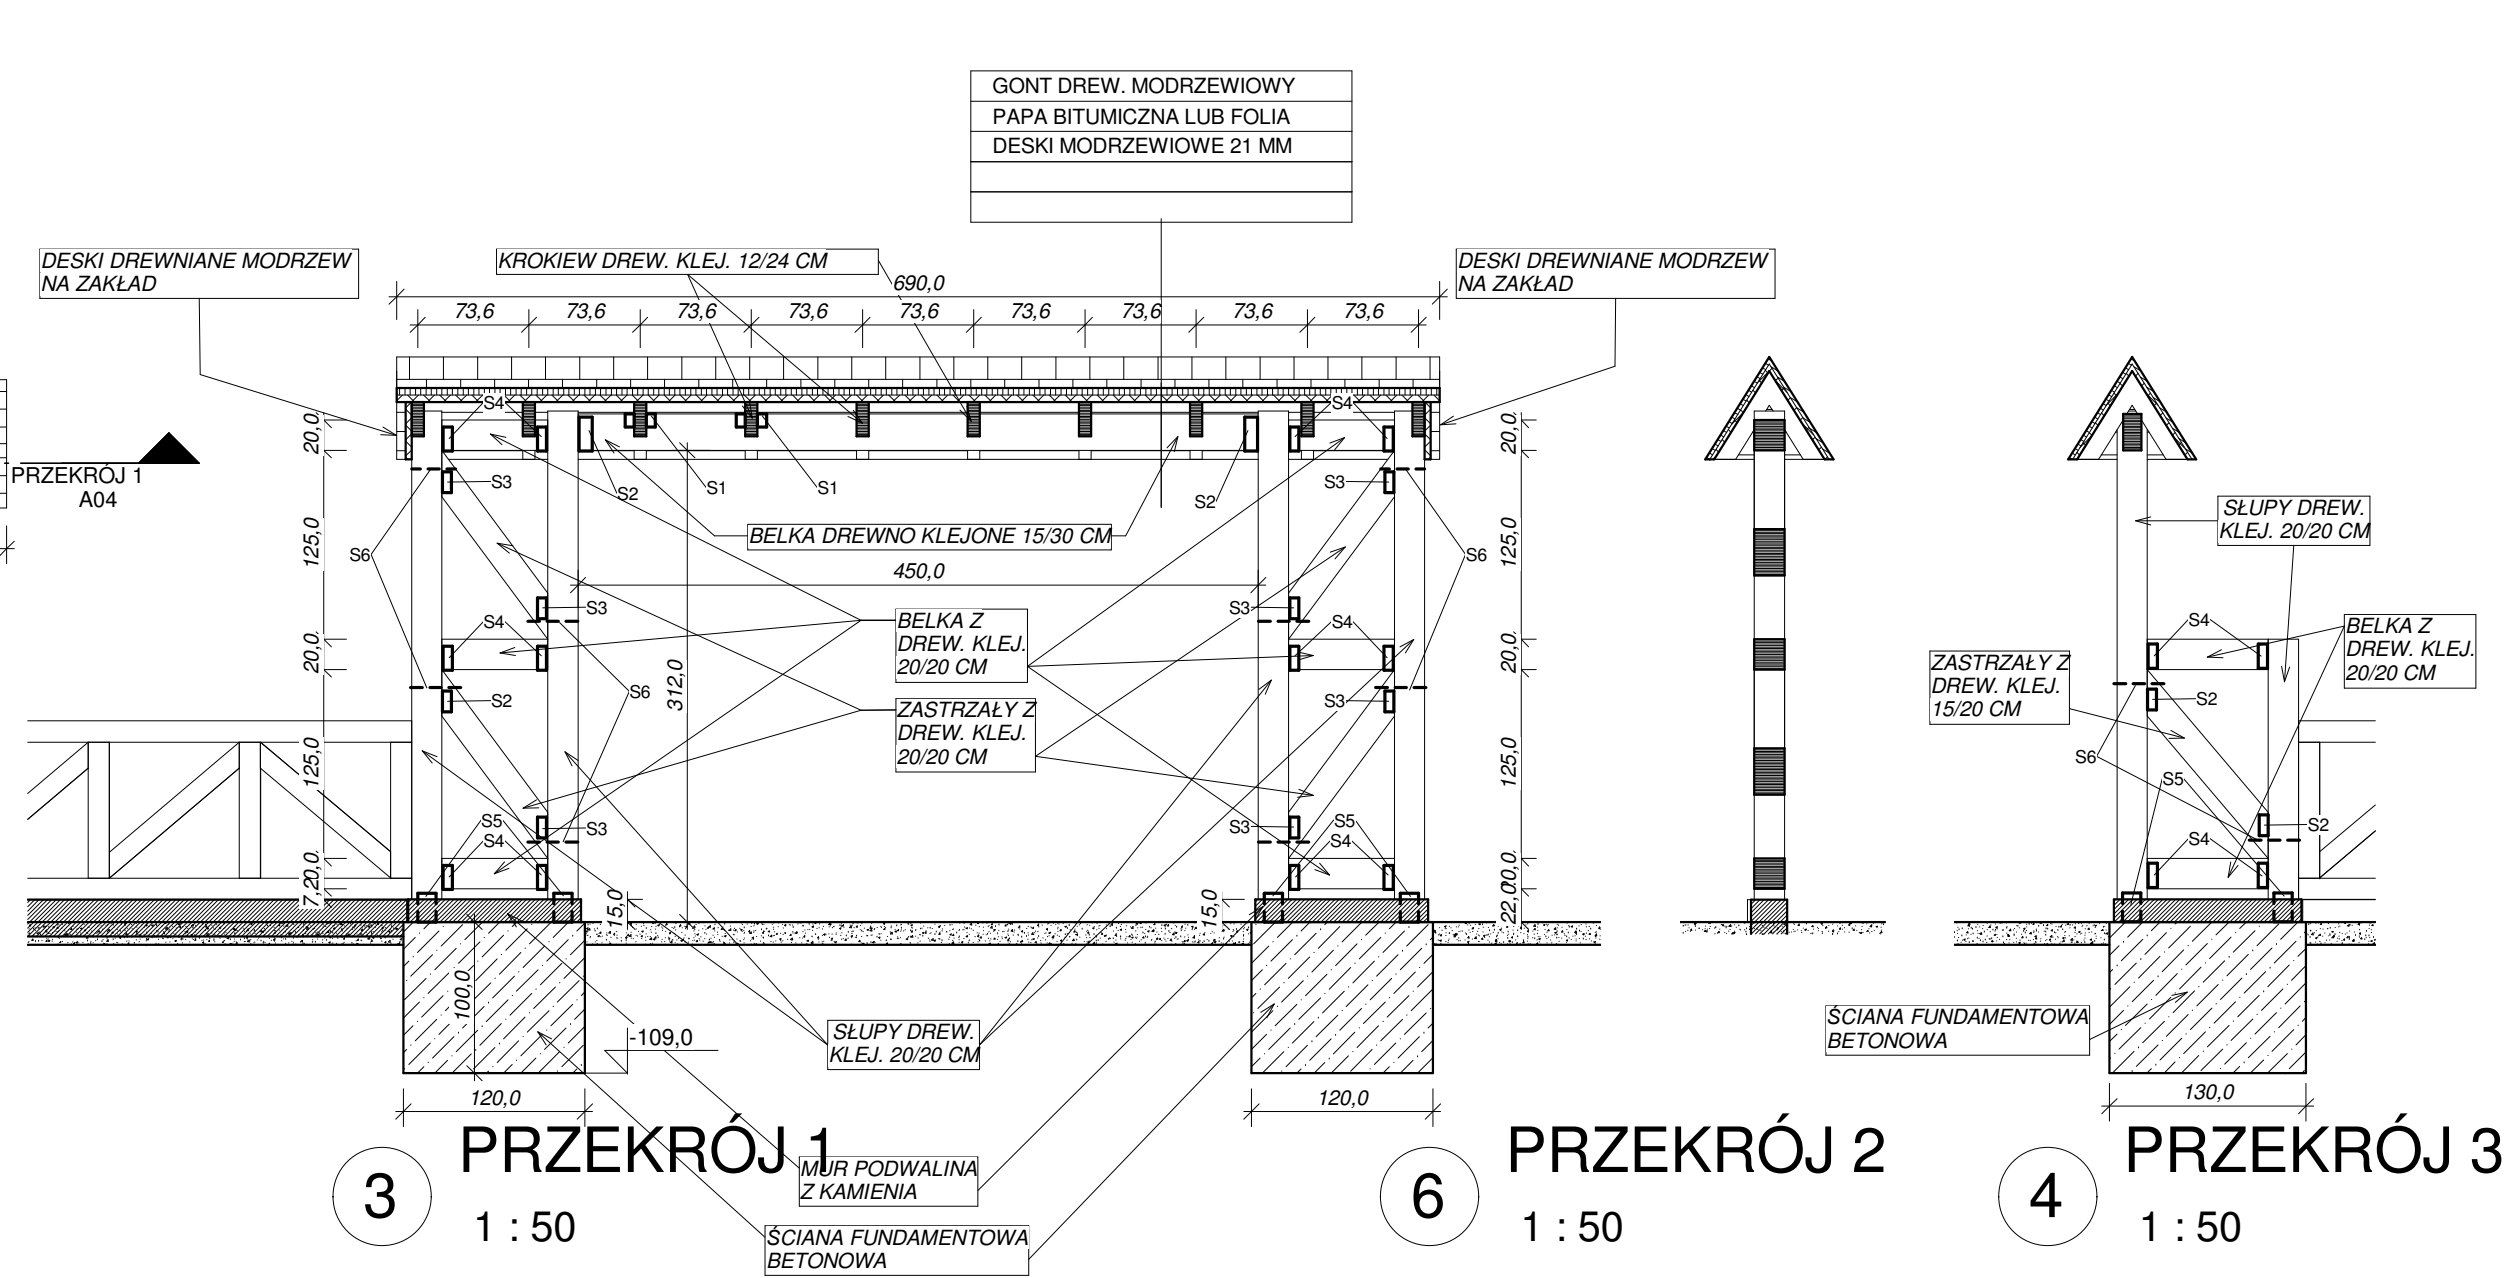 GONT DREW. MODRZEWIOWY
PAPA BITUMICZNA LUB FOLIA
DESKI MODRZEWIOWE 21 MM
DESKI DREWNIANE MODRZEW
NA ZAKŁAD
KROKIEW DREW. KLEJ. 12/24 CM
DESKI DREWNIANE MODRZEW
NA ZAKŁAD
690,0
73,6 73,6 73,6 73,6 73,6 73,6 73,6 73,6 73,6
S4 S4
20,0 20,0
PRZEKRÓJ 1
A04
S3 S2 S1 S1 S2 S3
BELKA DREWNO KLEJONE 15/30 CM
SŁUPY DREW.
KLEJ. 20/20 CM
125,0 125,0
S6 S6
450,0
S3 S3
S4 S4 S4
BELKA Z
DREW. KLEJ.
20/20 CM
BELKA Z
DREW. KLEJ.
20/20 CM
20,0 20,0
ZASTRZAŁY Z
DREW. KLEJ.
15/20 CM
312,0
S2 S6 S3 S2
ZASTRZAŁY Z
DREW. KLEJ.
20/20 CM
125,0 125,0
S6
S5
S3 S5 S3 S5 S2
S4 S4 S4
7,20,0 22,0
15,0 15,0
100,0
-109,0
SŁUPY DREW.
KLEJ. 20/20 CM
ŚCIANA FUNDAMENTOWA
BETONOWA
120,0 120,0 130,0
3
PRZEKRÓJ 1
1 : 50
MUR PODWALINA
Z KAMIENIA
ŚCIANA FUNDAMENTOWA
BETONOWA
6
PRZEKRÓJ 2
1 : 50
4
PRZEKRÓJ 3
1 : 50